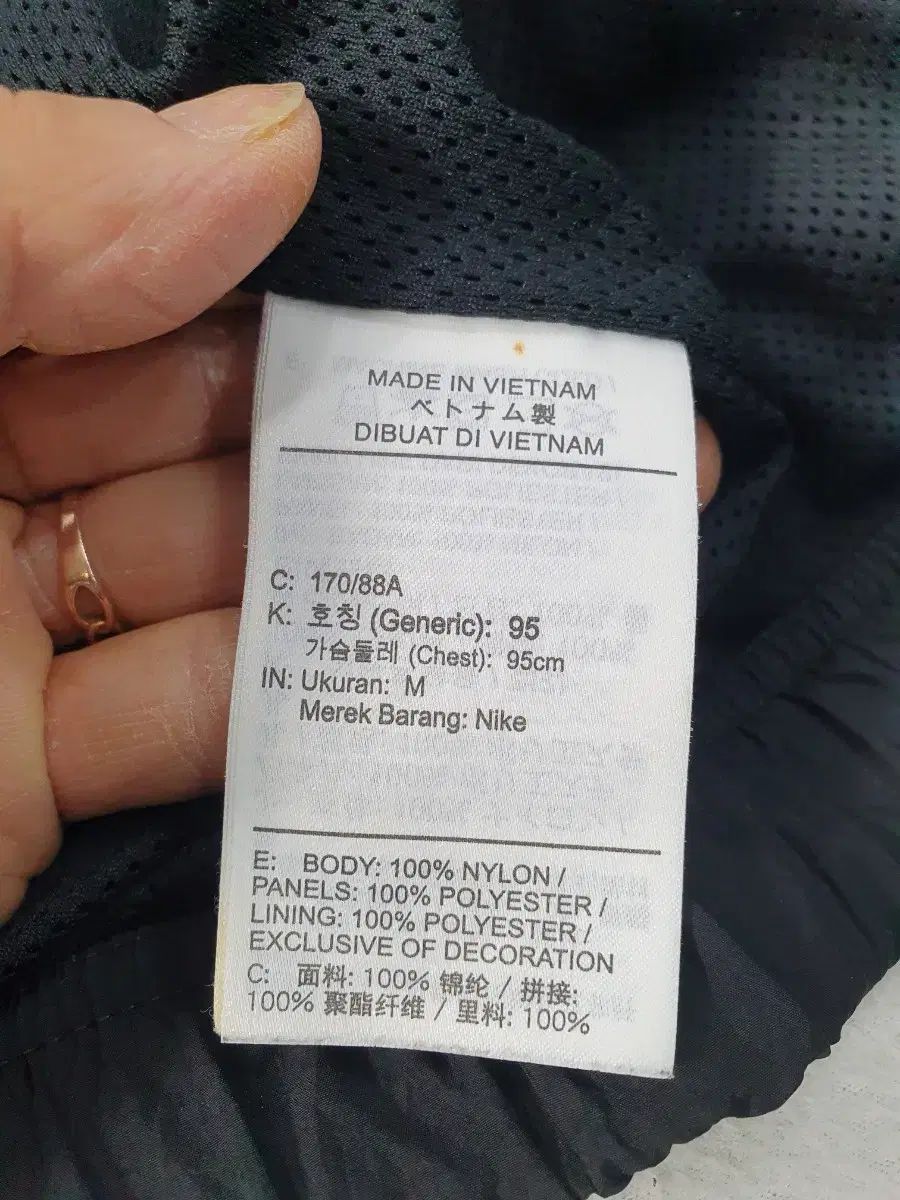 MADE IN VIETNAM
ベトナム製
DIBUAT DI VIETNAM
C: 170/88A
K: 호칭 (Generic): 95
가슴둘레 (Chest): 95cm
IN: Ukuran: M
Merek Barang: Nike
E: BODY: 100% NYLON /
PANELS: 100% POLYESTER /
LINING: 100% POLYESTER /
EXCLUSIVE OF DECORATION
C: 面料: 100% 锦纶 / 拼接:
100% 聚酯纤维 / 里料: 100%